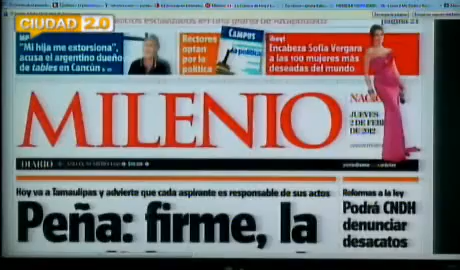 CIUDAD 2.0
MP
"Mi hija me extorsiona",
acusa el argentino dueño
de tables en Cancún
Rectores
optan
por la
política
CAMPUS
la política
¡hey!
Encabeza Sofía Vergara
a las 100 mujeres más
deseadas del mundo
MILENIO
JUEVES
2 DE FEB
2012
DIARIO
Hoy va a Tamaulipas y advierte que cada aspirante es responsable de sus actos
Peña: firme, la
Reformas a la ley
Podrá CNDH
denunciar
desacatos